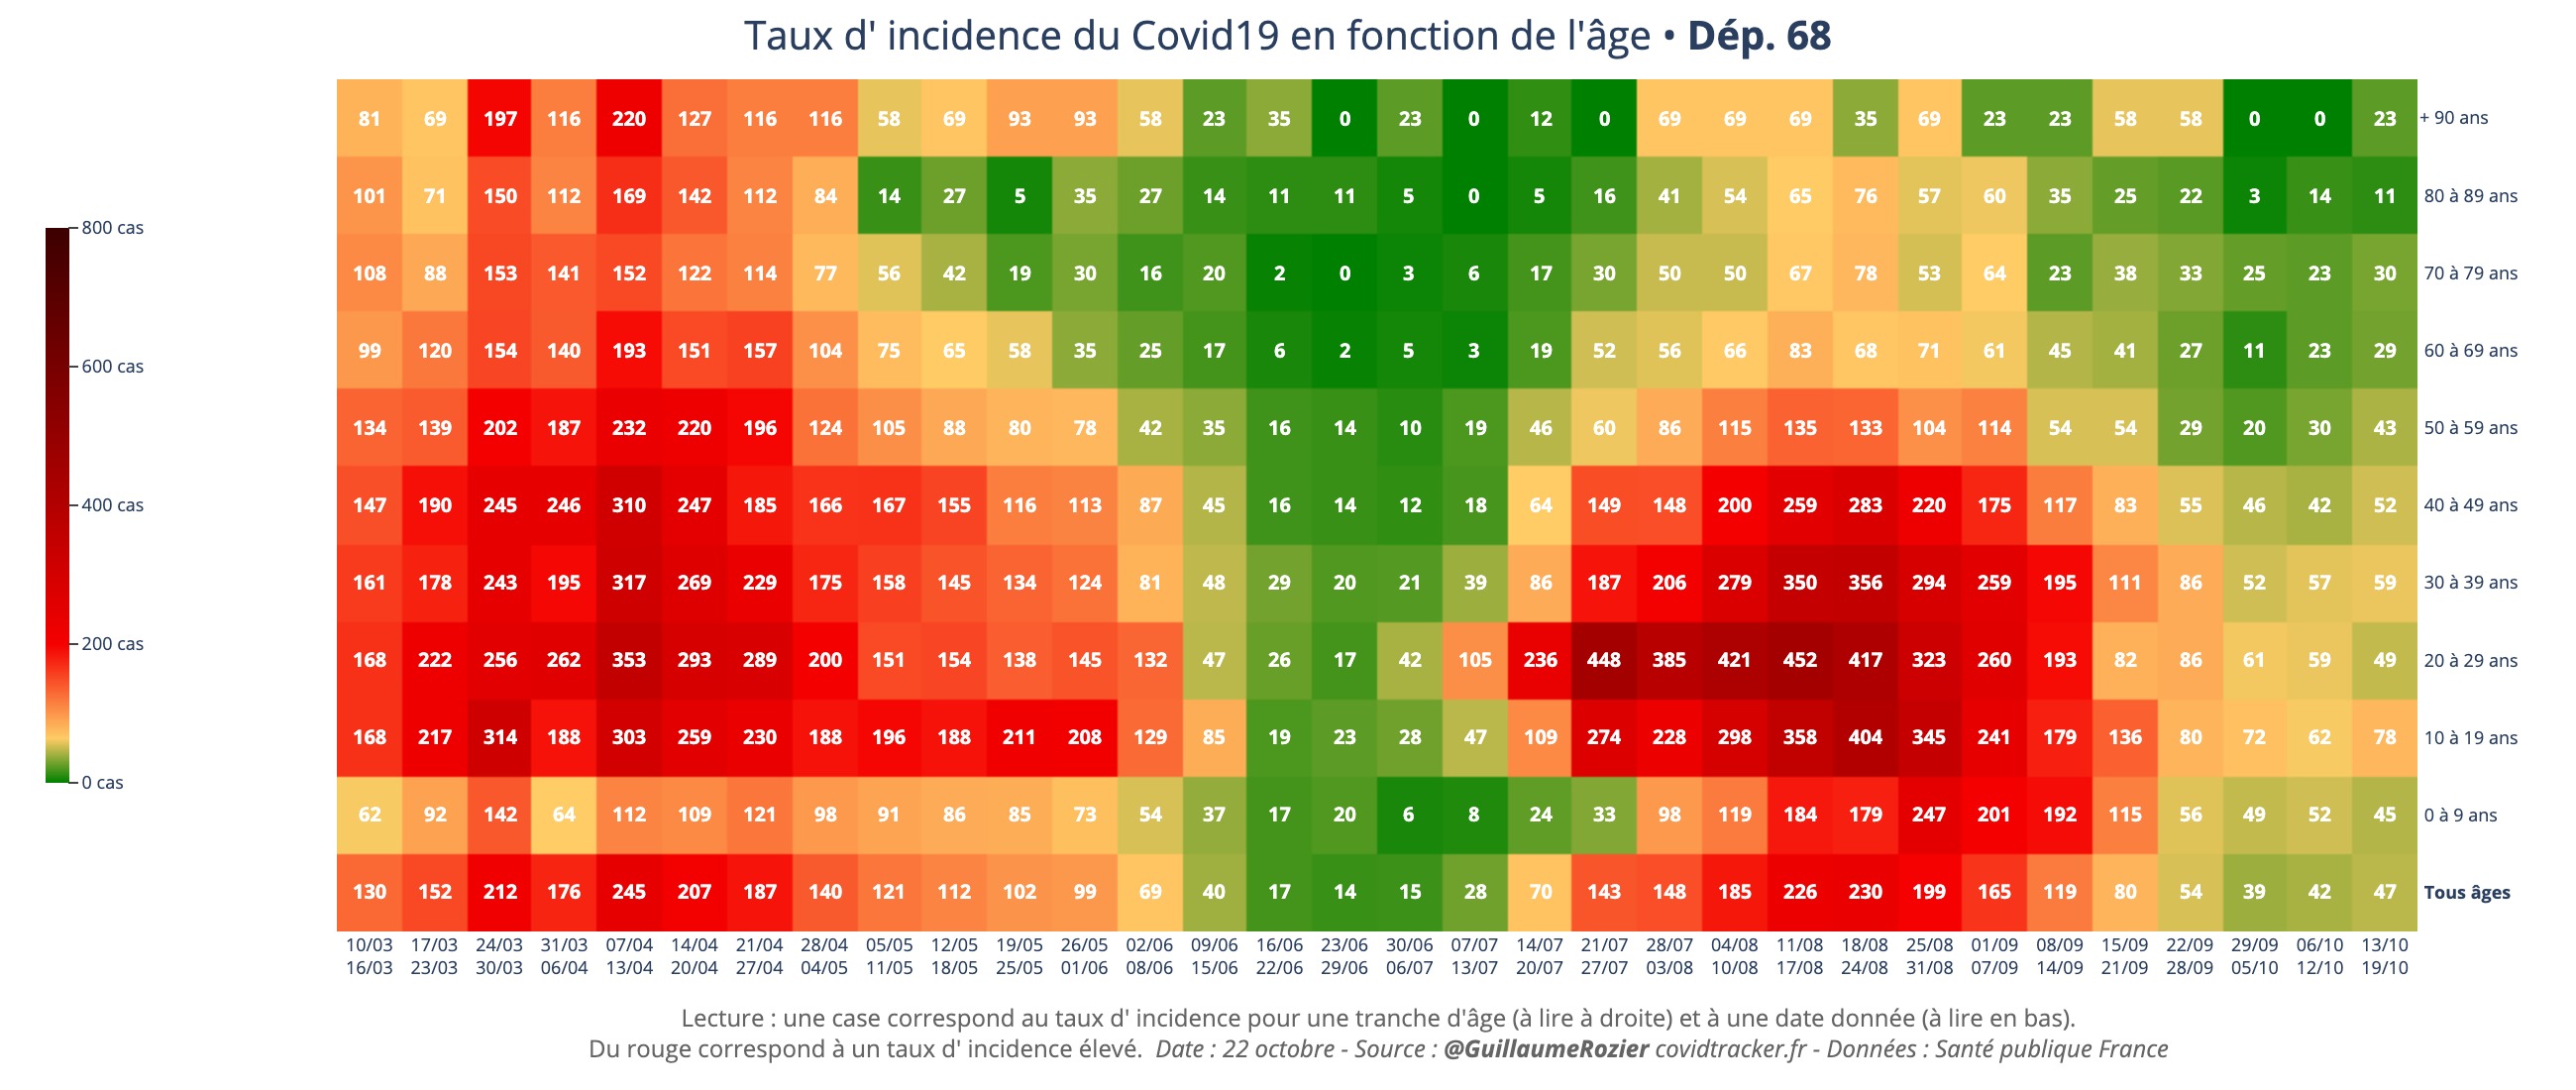 Taux d' incidence du Covid19 en fonction de l'âge • Dép. 68
81 69 197 116 220 127 116 116 58 69 93 93 58 23 35 0 23 0 12 0 69 69 69 35 69 23 23 58 58 0 0 23 + 90 ans
101 71 150 112 169 142 112 84 14 27 5 35 27 14 11 11 5 0 5 16 41 54 65 76 57 60 35 25 22 3 14 11 80 à 89 ans
800 cas
108 88 153 141 152 122 114 77 56 42 19 30 16 20 2 0 3 6 17 30 50 50 67 78 53 64 23 38 33 25 23 30 70 à 79 ans
99 120 154 140 193 151 157 104 75 65 58 35 25 17 6 2 5 3 19 52 56 66 83 68 71 61 45 41 27 11 23 29 60 à 69 ans
600 cas
134 139 202 187 232 220 196 124 105 88 80 78 42 35 16 14 10 19 46 60 86 115 135 133 104 114 54 54 29 20 30 43 50 à 59 ans
400 cas
147 190 245 246 310 247 185 166 167 155 116 113 87 45 16 14 12 18 64 149 148 200 259 283 220 175 117 83 55 46 42 52 40 à 49 ans
161 178 243 195 317 269 229 175 158 145 134 124 81 48 29 20 21 39 86 187 206 279 350 356 294 259 195 111 86 52 57 59 30 à 39 ans
200 cas
168 222 256 262 353 293 289 200 151 154 138 145 132 47 26 17 42 105 236 448 385 421 452 417 323 260 193 82 86 61 59 49 20 à 29 ans
168 217 314 188 303 259 230 188 196 188 211 208 129 85 19 23 28 47 109 274 228 298 358 404 345 241 179 136 80 72 62 78 10 à 19 ans
0 cas
62 92 142 64 112 109 121 98 91 86 85 73 54 37 17 20 6 8 24 33 98 119 184 179 247 201 192 115 56 49 52 45 0 à 9 ans
130 152 212 176 245 207 187 140 121 112 102 99 69 40 17 14 15 28 70 143 148 185 226 230 199 165 119 80 54 39 42 47 Tous âges
10/03 17/03 24/03 31/03 07/04 14/04 21/04 28/04 05/05 12/05 19/05 26/05 02/06 09/06 16/06 23/06 30/06 07/07 14/07 21/07 28/07 04/08 11/08 18/08 25/08 01/09 08/09 15/09 22/09 29/09 06/10 13/10
16/03 23/03 30/03 06/04 13/04 20/04 27/04 04/05 11/05 18/05 25/05 01/06 08/06 15/06 22/06 29/06 06/07 13/07 20/07 27/07 03/08 10/08 17/08 24/08 31/08 07/09 14/09 21/09 28/09 05/10 12/10 19/10
Lecture : une case correspond au taux d' incidence pour une tranche d'âge (à lire à droite) et à une date donnée (à lire en bas).
Du rouge correspond à un taux d' incidence élevé. Date : 22 octobre - Source : @GuillaumeRozier covidtracker.fr - Données : Santé publique France